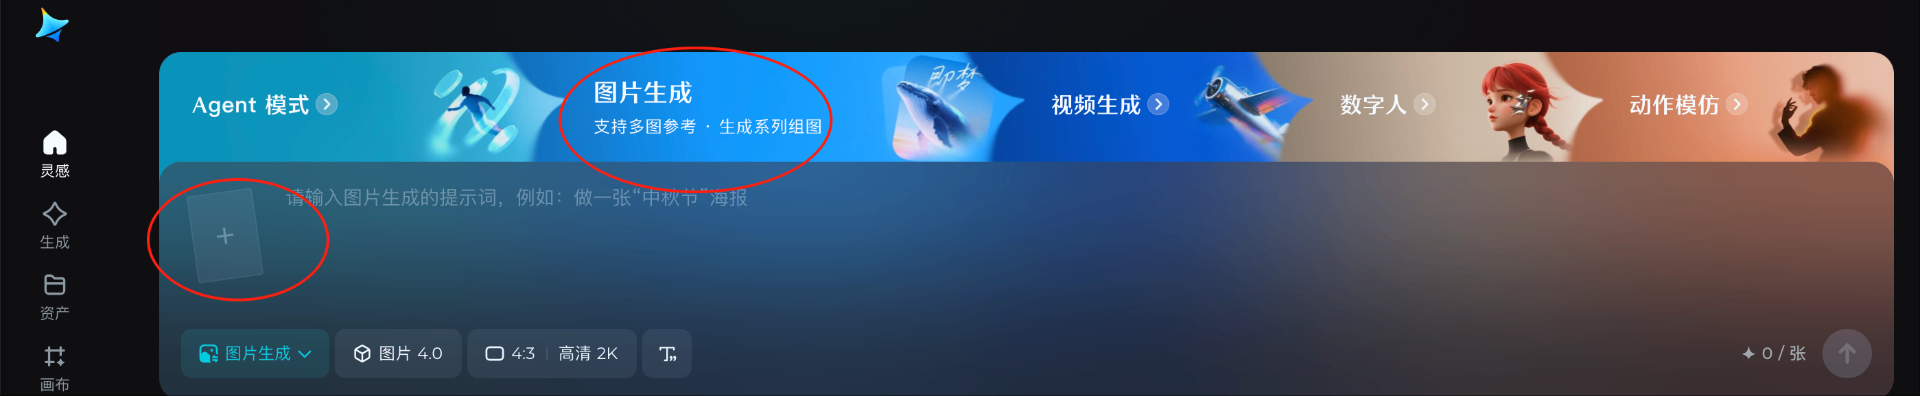 Agent 模式
图片生成
支持多图参考 · 生成系列组图
即梦
视频生成
数字人
动作模仿
灵感
生成
资产
画布
请输入图片生成的提示词，例如：做一张“中秋节”海报
图片生成
图片 4.0
4:3 | 高清 2K
0 / 张